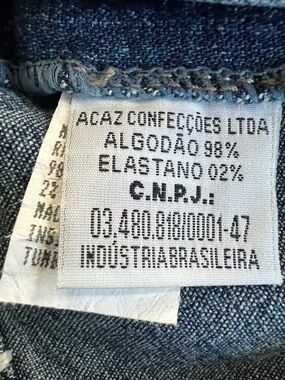 ACAZ CONFECÇÕES LTDA
ALGODÃO 98%
ELASTANO 02%
C.N.P.J.:
03.480.818/0001-47
INDÚSTRIA BRASILEIRA